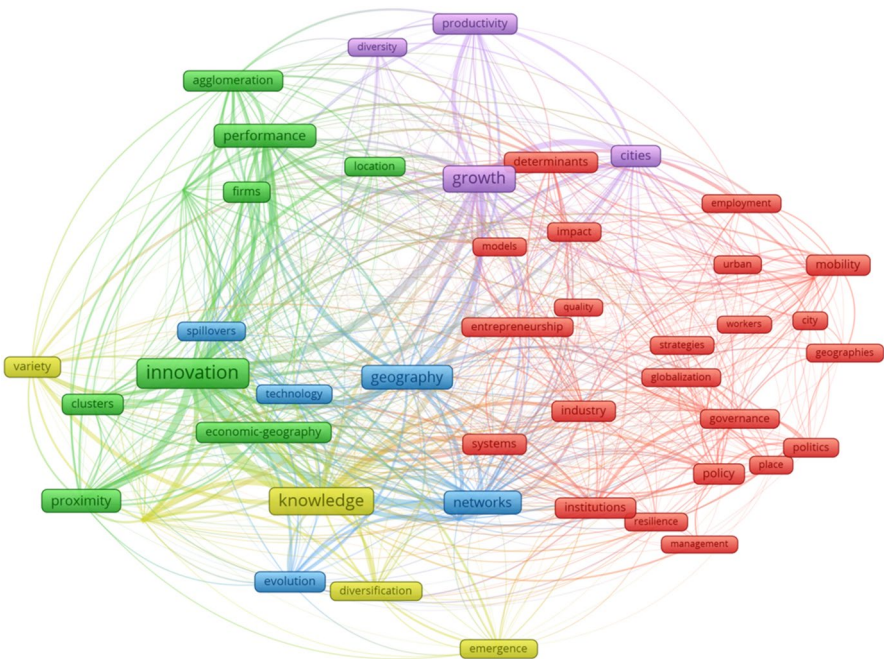 productivity
diversity
agglomeration
performance
location
determinants
cities
growth
firms
employment
impact
models
urban
mobility
quality
spillovers
entrepreneurship
workers
city
strategies
geographies
variety
innovation
geography
globalization
technology
clusters
industry
governance
economic-geography
systems
politics
place
policy
proximity
knowledge
networks
institutions
resilience
management
evolution
diversification
emergence